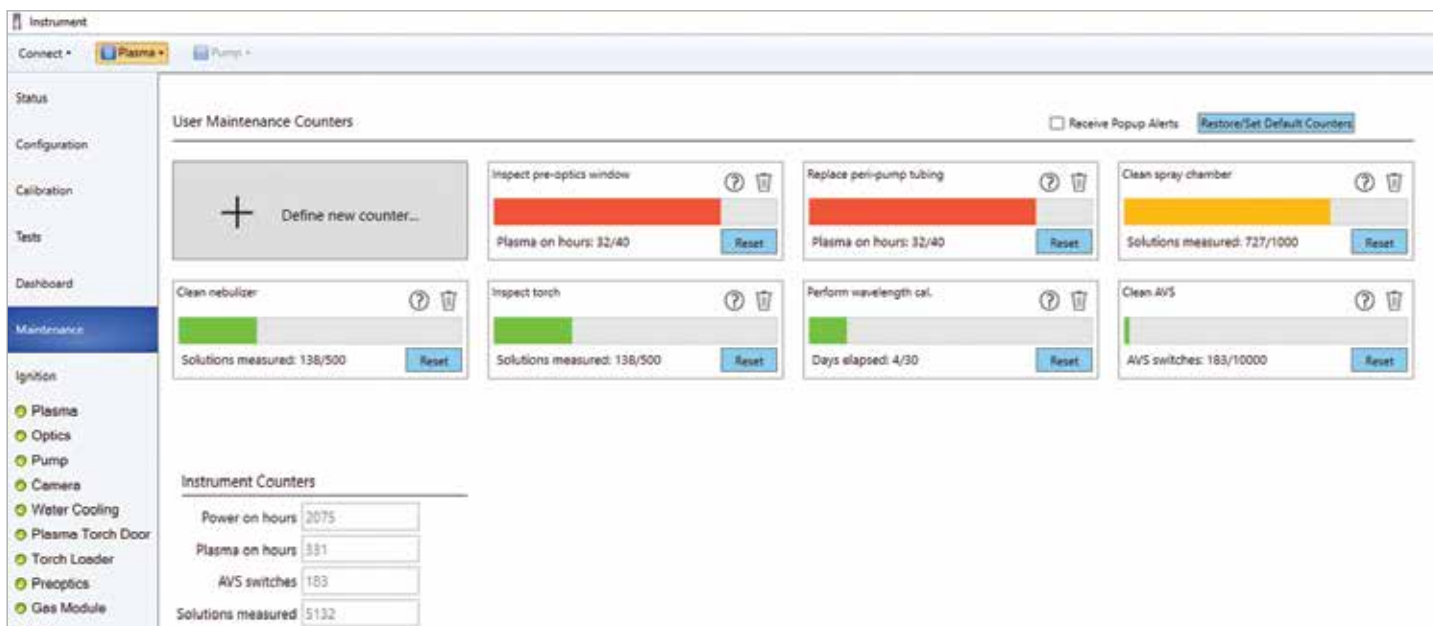 Instrument
Connect
Plasma
Pump
Status
Configuration
Calibration
Tests
Dashboard
Maintenance
Ignition
Plasma
Optics
Pump
Camera
Water Cooling
Plasma Torch Door
Torch Loader
Preoptics
Gas Module
User Maintenance Counters
Receive Popup Alerts
Restore/Set Default Counters
+ Define new counter...
Inspect pre-optics window
?
Plasma on hours: 32/40
Reset
Replace peri-pump tubing
?
Plasma on hours: 32/40
Reset
Clean spray chamber
?
Solutions measured: 727/1000
Reset
Clean nebulizer
?
Solutions measured: 138/500
Reset
Inspect torch
?
Solutions measured: 138/500
Reset
Perform wavelength cal.
?
Days elapsed: 4/30
Reset
Clean AVS
?
AVS switches: 183/10000
Reset
Instrument Counters
Power on hours 2075
Plasma on hours 331
AVS switches 183
Solutions measured 5132